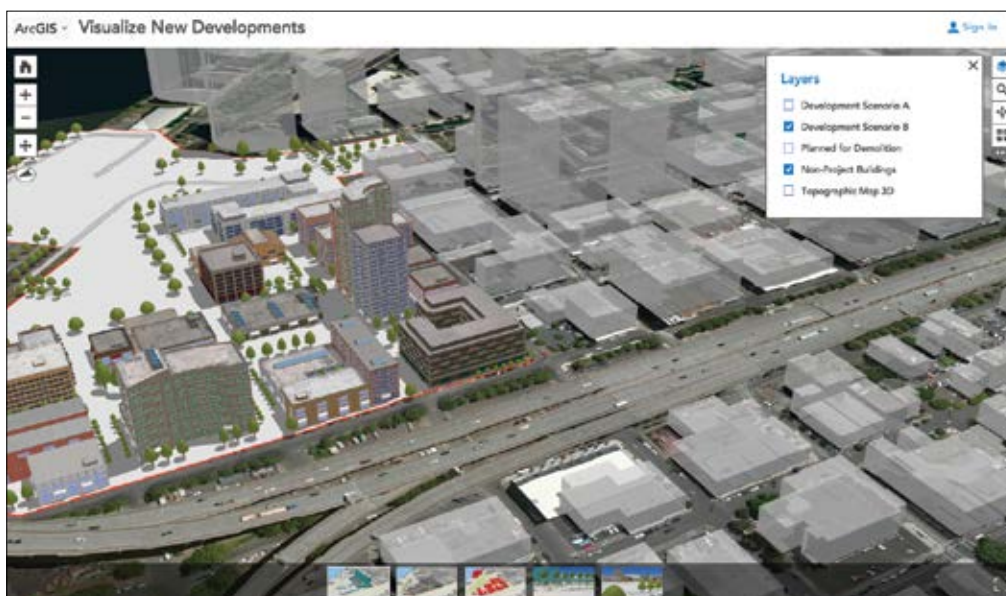 ArcGIS Visualize New Developments
Sign In
Layers
Development Scenario A
Development Scenario B
Planned for Demolition
Non-Project Buildings
Topographic Map 3D